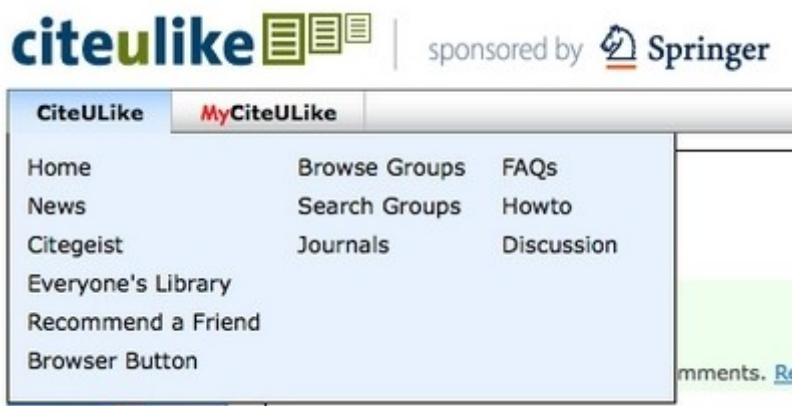 citeulike sponsored by Springer
CiteULike MyCiteULike
Home Browse Groups FAQs
News Search Groups Howto
Citegeist Journals Discussion
Everyone's Library
Recommend a Friend
Browser Button